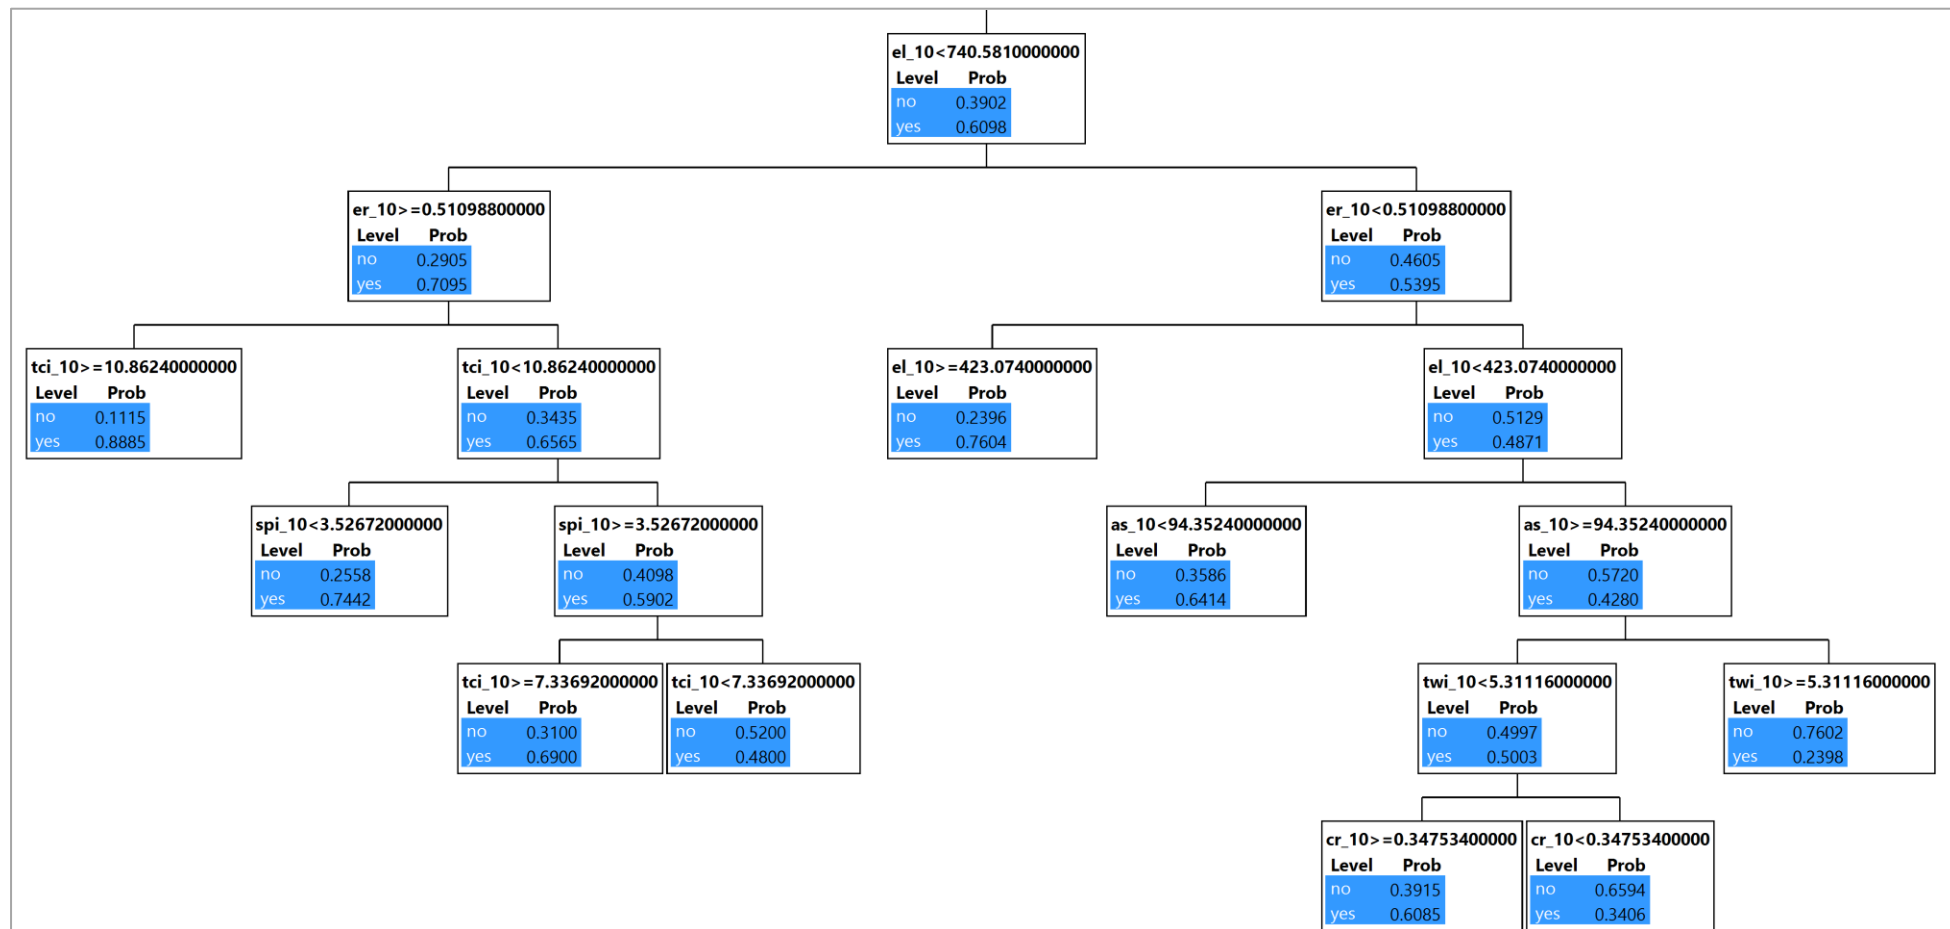 el_10<740.5810000000
Level Prob
no 0.3902
yes 0.6098
er_10>=0.51098800000
Level Prob
no 0.2905
yes 0.7095
er_10<0.51098800000
Level Prob
no 0.4605
yes 0.5395
tci_10>=10.86240000000
Level Prob
no 0.1115
yes 0.8885
tci_10<10.86240000000
Level Prob
no 0.3435
yes 0.6565
el_10>=423.0740000000
Level Prob
no 0.2396
yes 0.7604
el_10<423.0740000000
Level Prob
no 0.5129
yes 0.4871
spi_10<3.52672000000
Level Prob
no 0.2558
yes 0.7442
spi_10>=3.52672000000
Level Prob
no 0.4098
yes 0.5902
as_10<94.35240000000
Level Prob
no 0.3586
yes 0.6414
as_10>=94.35240000000
Level Prob
no 0.5720
yes 0.4280
tci_10>=7.33692000000
Level Prob
no 0.3100
yes 0.6900
tci_10<7.33692000000
Level Prob
no 0.5200
yes 0.4800
twi_10<5.31116000000
Level Prob
no 0.4997
yes 0.5003
twi_10>=5.31116000000
Level Prob
no 0.7602
yes 0.2398
cr_10>=0.34753400000
Level Prob
no 0.3915
yes 0.6085
cr_10<0.34753400000
Level Prob
no 0.6594
yes 0.3406